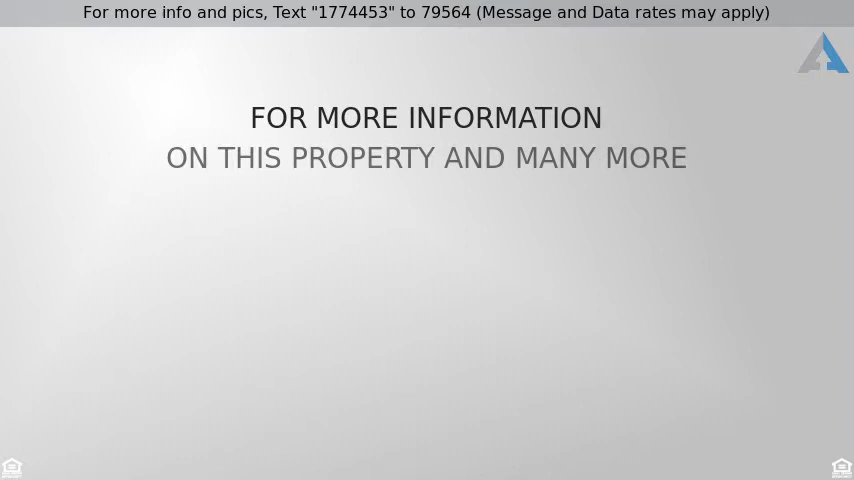 For more info and pics, Text "1774453" to 79564 (Message and Data rates may apply)
FOR MORE INFORMATION
ON THIS PROPERTY AND MANY MORE